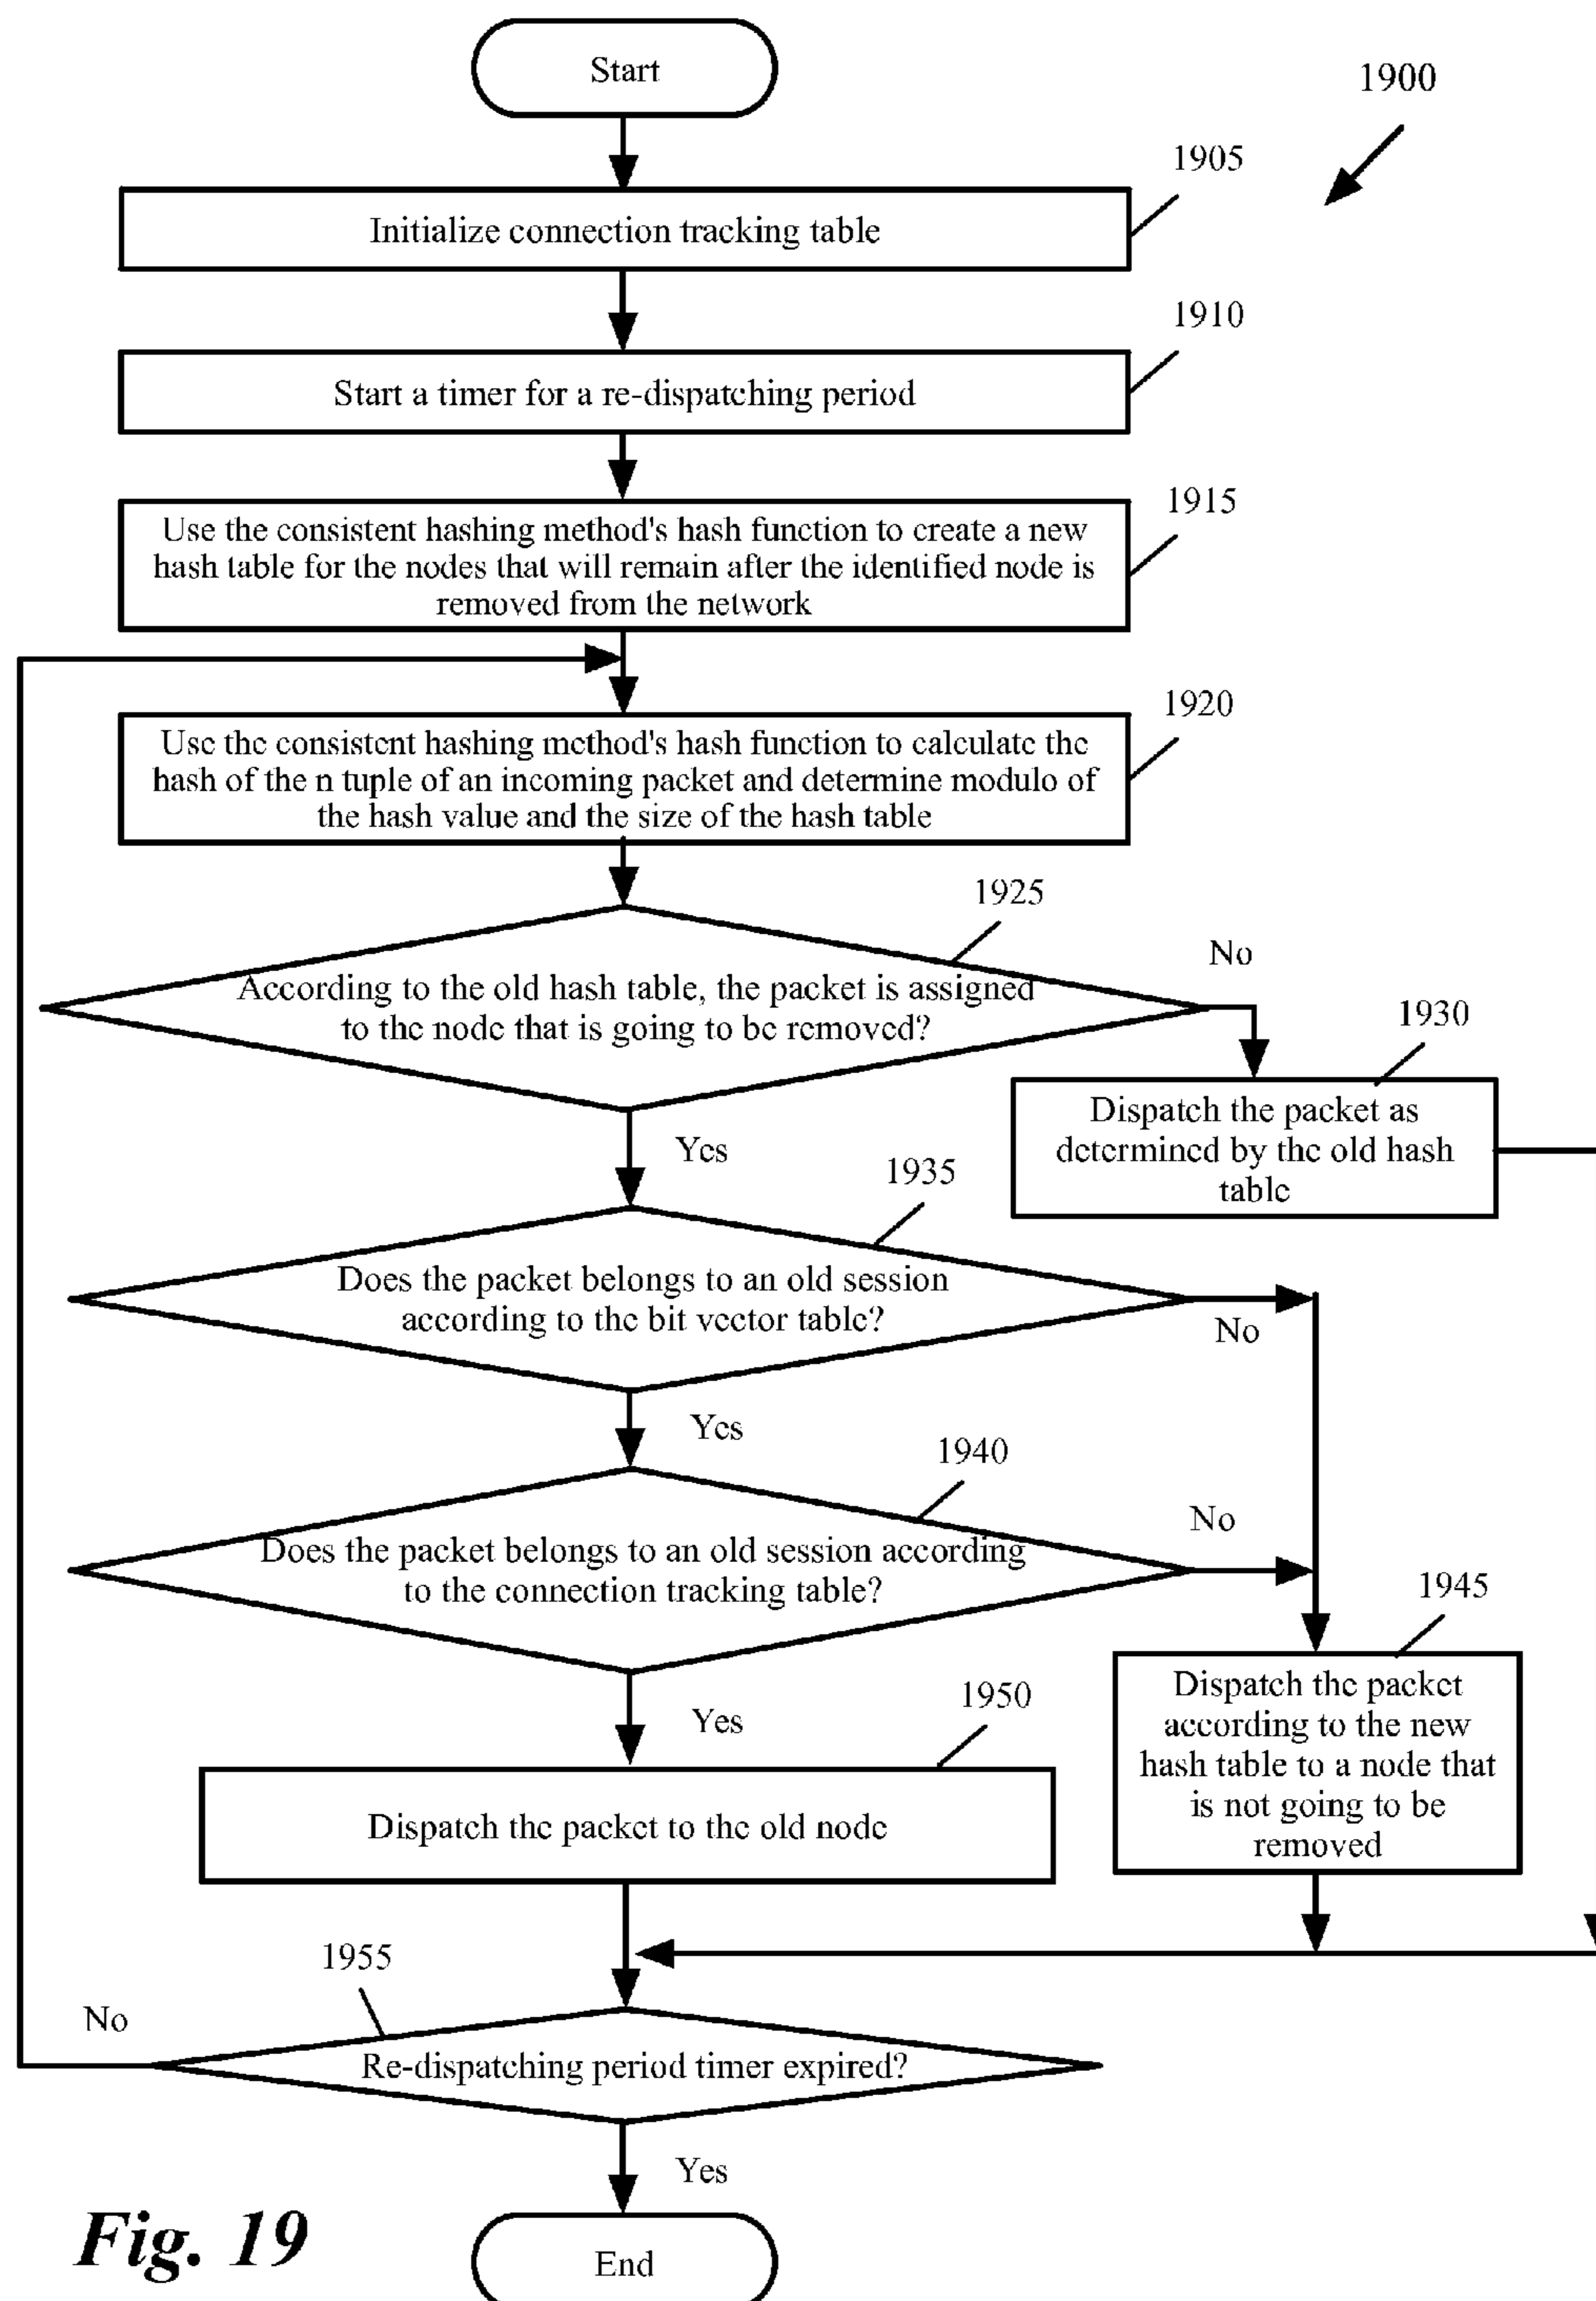 Start
1900
1905
Initialize connection tracking table
1910
Start a timer for a re-dispatching period
1915
Use the consistent hashing method's hash function to create a new
hash table for the nodes that will remain after the identified node is
removed from the network
1920
Use the consistent hashing method's hash function to calculate the
hash of the n tuple of an incoming packet and determine modulo of
the hash value and the size of the hash table
1925
According to the old hash table, the packet is assigned
to the node that is going to be removed?
No
1930
Dispatch the packet as
determined by the old hash
table
Yes
1935
Does the packet belongs to an old session
according to the bit vector table?
No
Yes
1940
Does the packet belongs to an old session according
to the connection tracking table?
No
1945
Dispatch the packet
according to the new
hash table to a node that
is not going to be
removed
Yes
1950
Dispatch the packet to the old node
1955
No
Re-dispatching period timer expired?
Yes
End
Fig. 19